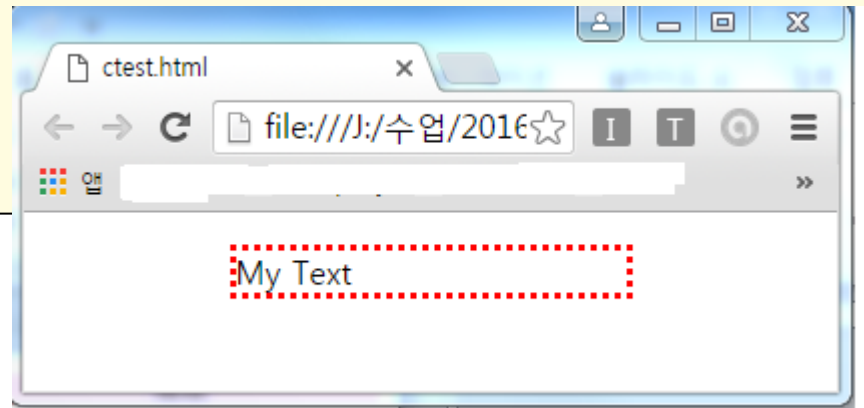 ctest.html
file:///J:/수업/2016
I T
앱 »
My Text